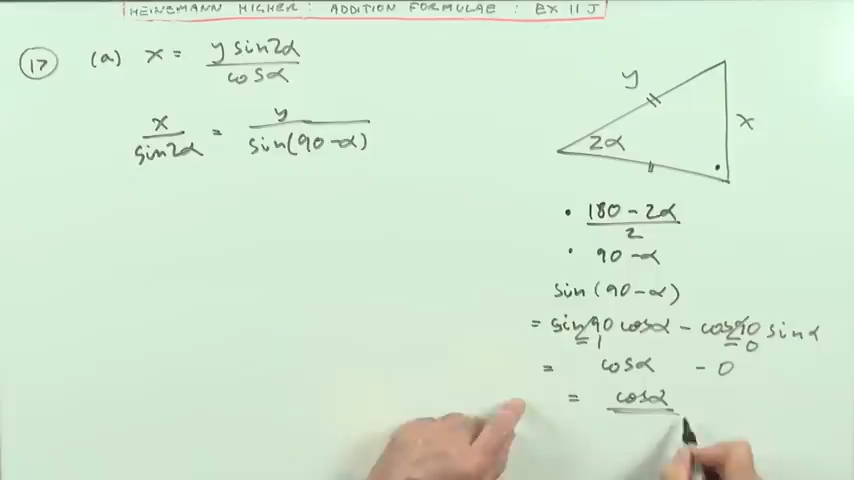 HEINEMANN HIGHER : ADDITION FORMULAE : EX 11 J
17 (a) x = y sin2α / cosα
x / sin2α = y / sin(90-α)
y
2α
x
• 180 - 2α / 2
• 90 - α
sin (90 - α)
= sin90 cosα - cos90 sinα
= 1 = 0
= cosα - 0
= cosα